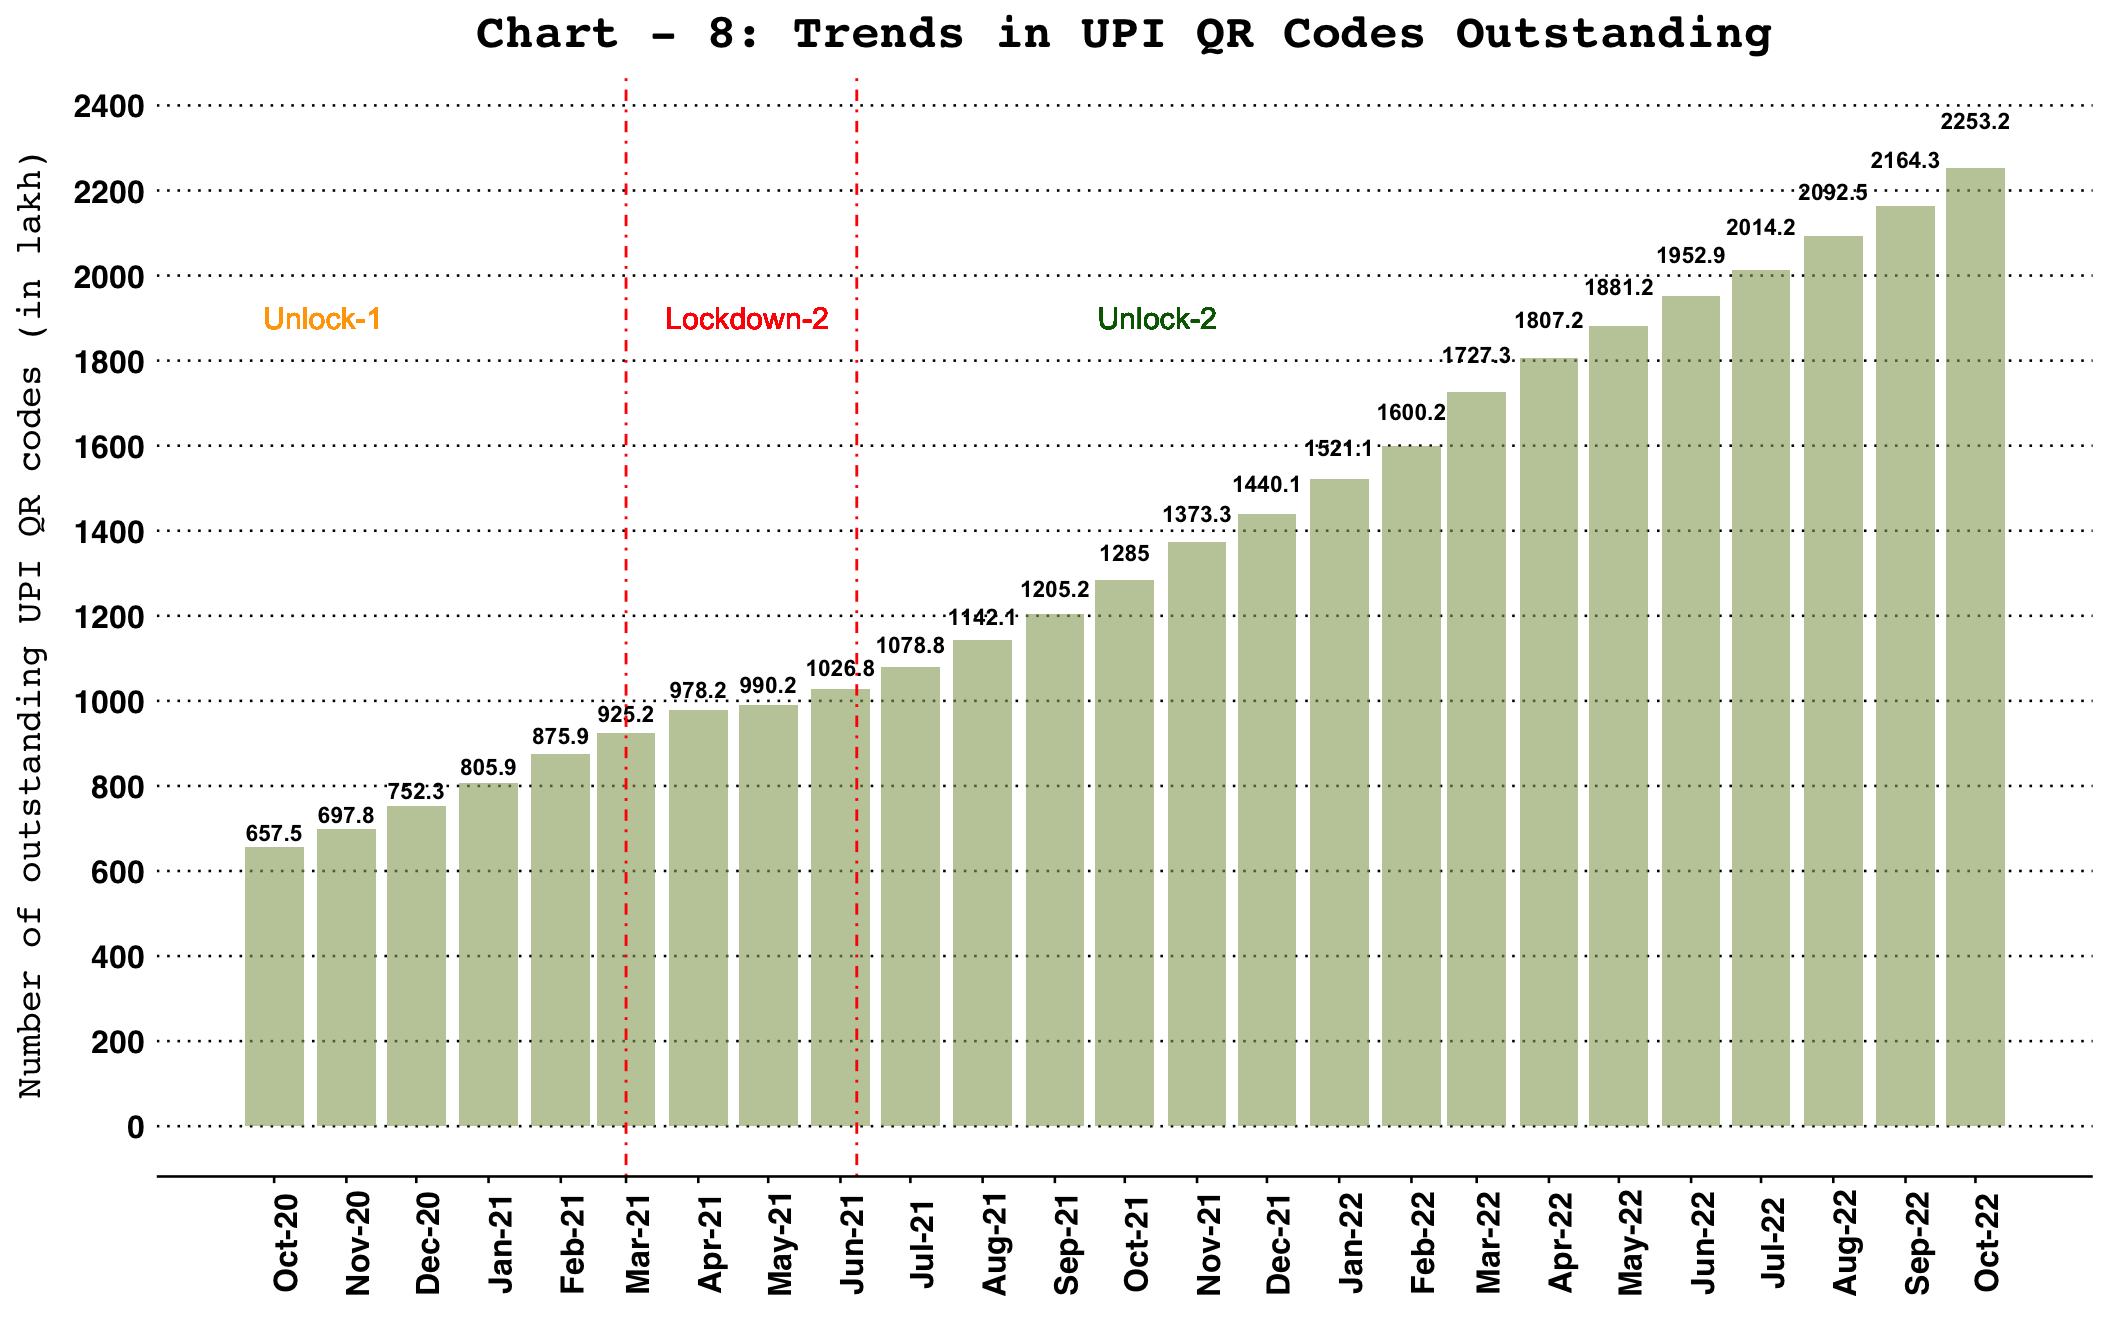 Chart - 8: Trends in UPI QR Codes Outstanding
Number of outstanding UPI QR codes (in lakh)
2400
2200
2000
1800
1600
1400
1200
1000
800
600
400
200
0
Unlock-1
Lockdown-2
Unlock-2
657.5
697.8
752.3
805.9
875.9
925.2
978.2
990.2
1026.8
1078.8
1142.1
1205.2
1285
1373.3
1440.1
1521.1
1600.2
1727.3
1807.2
1881.2
1952.9
2014.2
2092.5
2164.3
2253.2
Oct-20
Nov-20
Dec-20
Jan-21
Feb-21
Mar-21
Apr-21
May-21
Jun-21
Jul-21
Aug-21
Sep-21
Oct-21
Nov-21
Dec-21
Jan-22
Feb-22
Mar-22
Apr-22
May-22
Jun-22
Jul-22
Aug-22
Sep-22
Oct-22